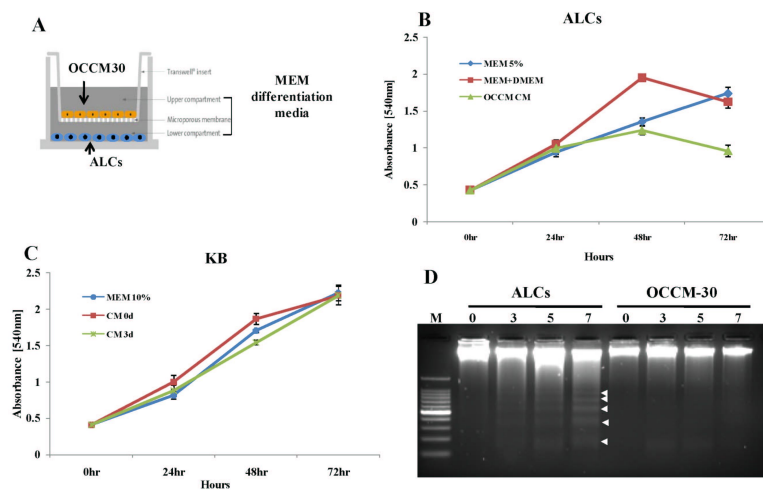 A
OCCM30
Transwell® insert
Upper compartment
Microporous membrane
Lower compartment
ALCs
MEM
differentiation
media
B
ALCs
Absorbance [540nm]
2.5
2
1.5
1
0.5
0
MEM 5%
MEM+DMEM
OCCM CM
0hr 24hr 48hr 72hr
Hours
C
KB
Absorbance [540nm]
2.5
2
1.5
1
0.5
0
MEM 10%
CM 0d
CM 3d
0hr 24hr 48hr 72hr
Hours
D
ALCs OCCM-30
M 0 3 5 7 0 3 5 7